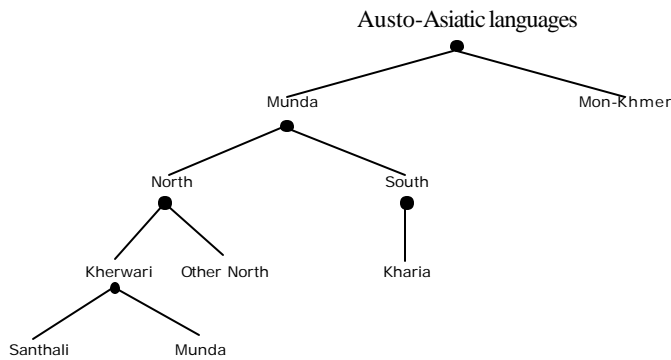 Austo-Asiatic languages
Munda Mon-Khmer
North South
Kherwari Other North Kharia
Santhali Munda